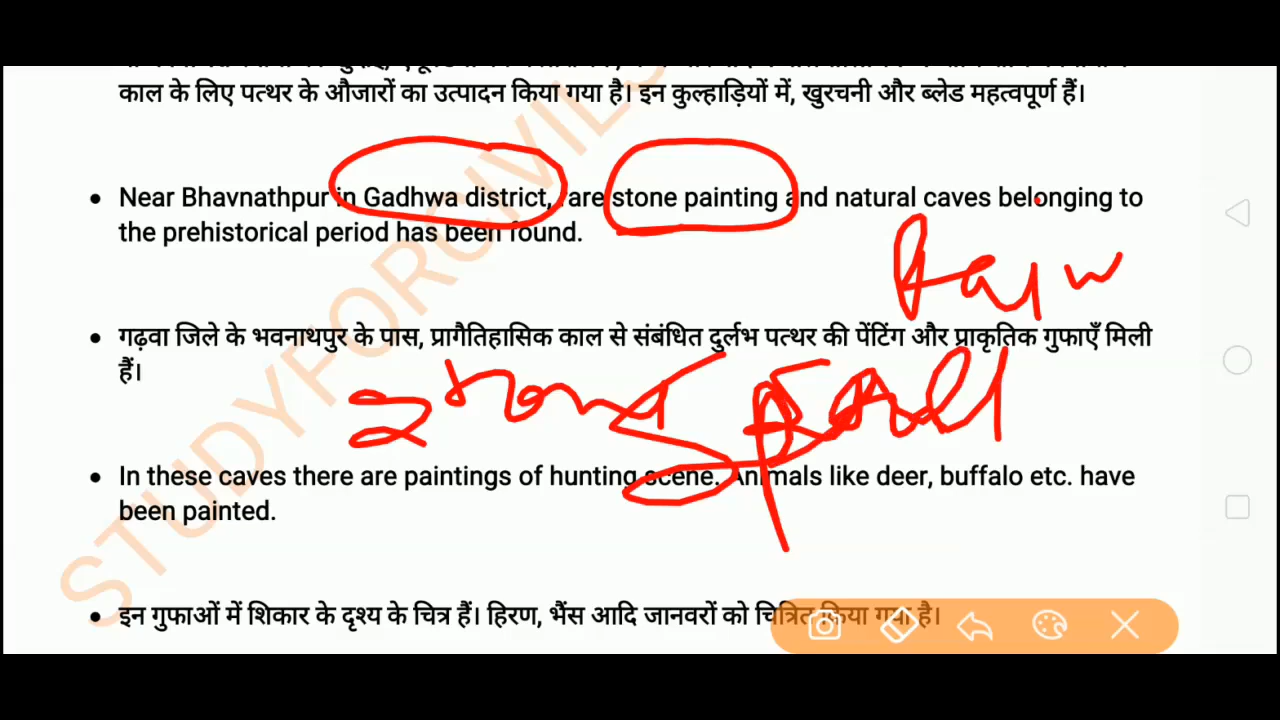 काल के लिए पत्थर के औजारों का उत्पादन किया गया है। इन कुल्हाड़ियों में, खुरचनी और ब्लेड महत्वपूर्ण हैं।
• Near Bhavnathpur in Gadhwa district, rare stone painting and natural caves belonging to
the prehistorical period has been found.
• गढ़वा जिले के भवनाथपुर के पास, प्रागैतिहासिक काल से संबंधित दुर्लभ पत्थर की पेंटिंग और प्राकृतिक गुफाएँ मिली
हैं।
• In these caves there are paintings of hunting scene. Animals like deer, buffalo etc. have
been painted.
• इन गुफाओं में शिकार के दृश्य के चित्र हैं। हिरण, भैंस आदि जानवरों को चित्रित किया गया है।
STUDYFORCIVILS